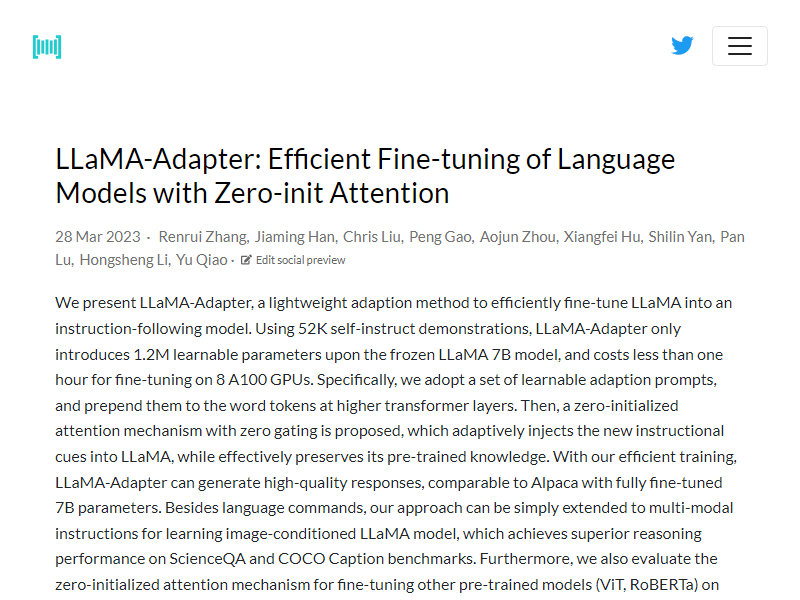 LLaMA-Adapter: Efficient Fine-tuning of Language
Models with Zero-init Attention
28 Mar 2023 · Renrui Zhang, Jiaming Han, Chris Liu, Peng Gao, Aojun Zhou, Xiangfei Hu, Shilin Yan, Pan
Lu, Hongsheng Li, Yu Qiao · Edit social preview
We present LLaMA-Adapter, a lightweight adaption method to efficiently fine-tune LLaMA into an
instruction-following model. Using 52K self-instruct demonstrations, LLaMA-Adapter only
introduces 1.2M learnable parameters upon the frozen LLaMA 7B model, and costs less than one
hour for fine-tuning on 8 A100 GPUs. Specifically, we adopt a set of learnable adaption prompts,
and prepend them to the word tokens at higher transformer layers. Then, a zero-initialized
attention mechanism with zero gating is proposed, which adaptively injects the new instructional
cues into LLaMA, while effectively preserves its pre-trained knowledge. With our efficient training,
LLaMA-Adapter can generate high-quality responses, comparable to Alpaca with fully fine-tuned
7B parameters. Besides language commands, our approach can be simply extended to multi-modal
instructions for learning image-conditioned LLaMA model, which achieves superior reasoning
performance on ScienceQA and COCO Caption benchmarks. Furthermore, we also evaluate the
zero-initialized attention mechanism for fine-tuning other pre-trained models (ViT, RoBERTa) on